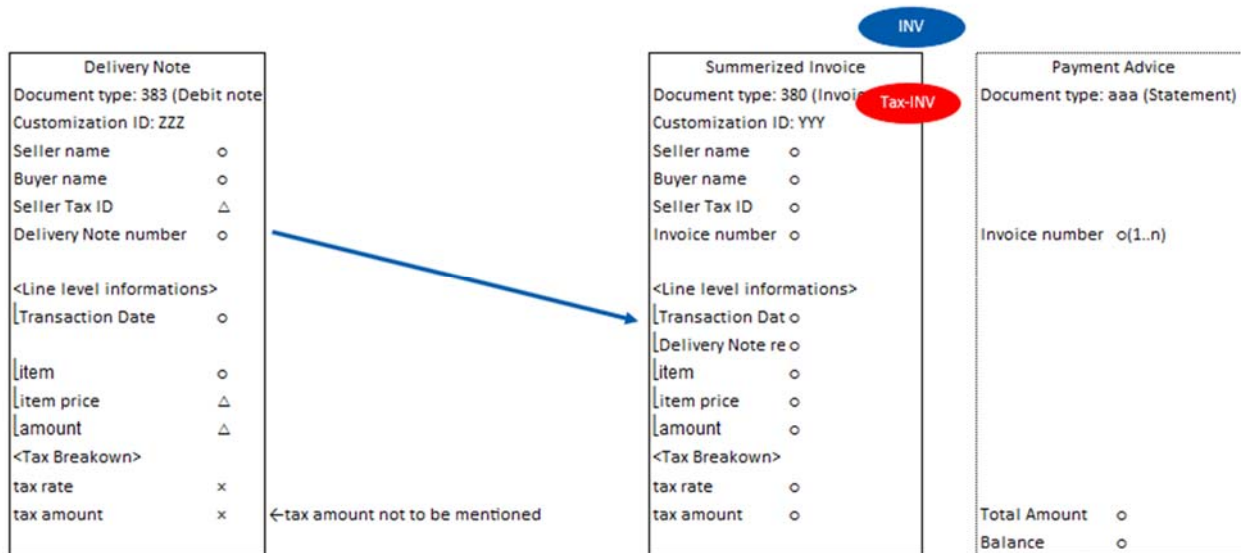 INV
Delivery Note
Document type: 383 (Debit note
Customization ID: ZZZ
Seller name ○
Buyer name ○
Seller Tax ID △
Delivery Note number ○
<Line level informations>
⌊Transaction Date ○
⌊item ○
⌊item price △
⌊amount △
<Tax Breakown>
tax rate ×
tax amount × ←tax amount not to be mentioned
Summerized Invoice
Document type: 380 (Invoi
Tax-INV
Customization ID: YYY
Seller name ○
Buyer name ○
Seller Tax ID ○
Invoice number ○
<Line level informations>
⌊Transaction Dat ○
⌊Delivery Note re ○
⌊item ○
⌊item price ○
⌊amount ○
<Tax Breakown>
tax rate ○
tax amount ○
Payment Advice
Document type: aaa (Statement)
Invoice number ○(1..n)
Total Amount ○
Balance ○